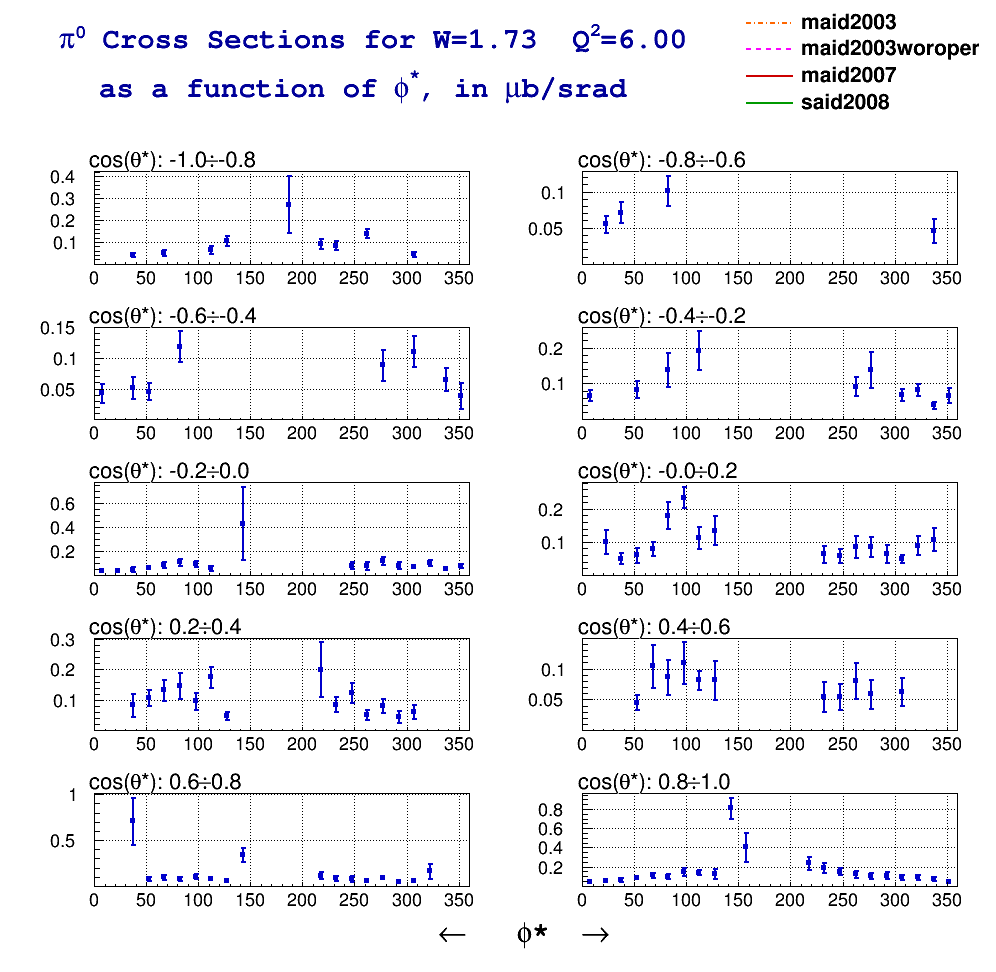 π⁰ Cross Sections for W=1.73 Q²=6.00
as a function of ϕ*, in μb/srad
maid2003
maid2003woroper
maid2007
said2008
cos(θ*): -1.0÷-0.8
0.4
0.3
0.2
0.1
0 50 100 150 200 250 300 350
cos(θ*): -0.8÷-0.6
0.1
0.05
0 50 100 150 200 250 300 350
cos(θ*): -0.6÷-0.4
0.15
0.1
0.05
0 50 100 150 200 250 300 350
cos(θ*): -0.4÷-0.2
0.2
0.1
0 50 100 150 200 250 300 350
cos(θ*): -0.2÷0.0
0.6
0.4
0.2
0 50 100 150 200 250 300 350
cos(θ*): -0.0÷0.2
0.2
0.1
0 50 100 150 200 250 300 350
cos(θ*): 0.2÷0.4
0.3
0.2
0.1
0 50 100 150 200 250 300 350
cos(θ*): 0.4÷0.6
0.1
0.05
0 50 100 150 200 250 300 350
cos(θ*): 0.6÷0.8
1
0.5
0 50 100 150 200 250 300 350
cos(θ*): 0.8÷1.0
0.8
0.6
0.4
0.2
0 50 100 150 200 250 300 350
← ϕ* →